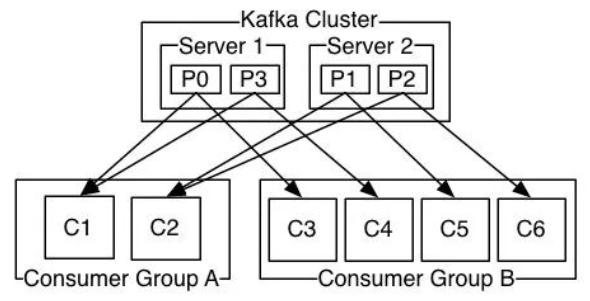 Kafka Cluster
Server 1 Server 2
P0 P3 P1 P2
C1 C2 C3 C4 C5 C6
Consumer Group A Consumer Group B